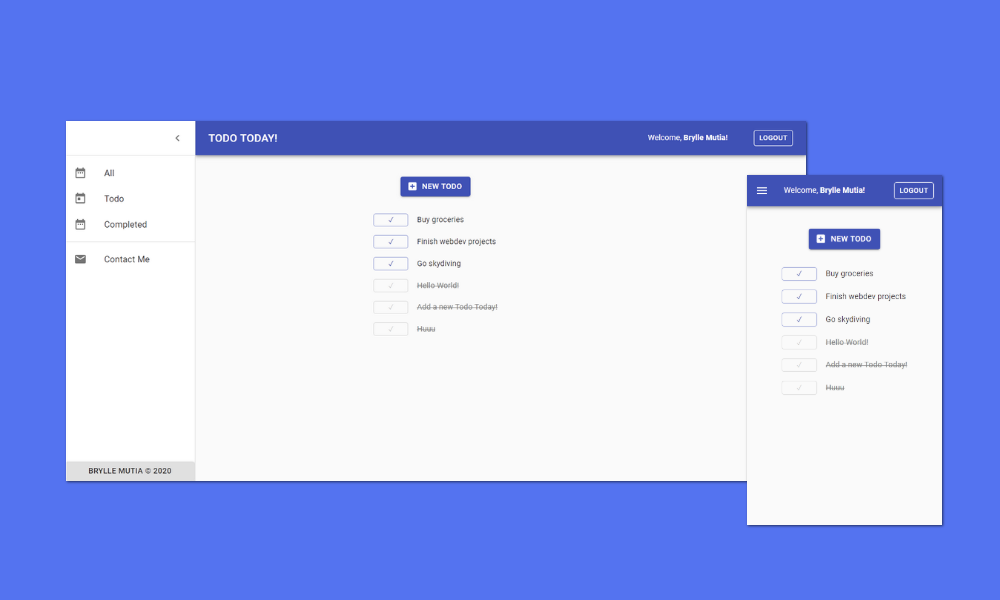 TODO TODAY!
Welcome, Brylle Mutia!
LOGOUT
All
Todo
Completed
Contact Me
BRYLLE MUTIA © 2020
NEW TODO
✓ Buy groceries
✓ Finish webdev projects
✓ Go skydiving
✓ Hello World!
✓ Add a new Todo Today!
✓ Huuu
Welcome, Brylle Mutia!
LOGOUT
NEW TODO
✓ Buy groceries
✓ Finish webdev projects
✓ Go skydiving
✓ Hello World!
✓ Add a new Todo Today!
✓ Huuu